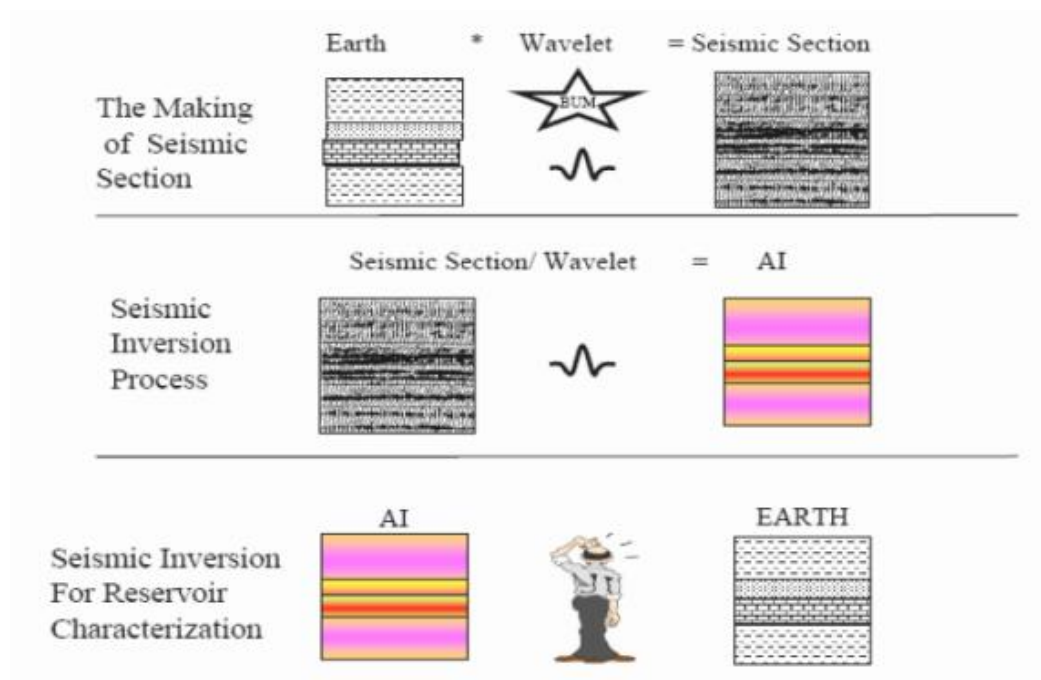 Earth * Wavelet = Seismic Section
BUM
The Making
of Seismic
Section
Seismic Section/ Wavelet = AI
Seismic
Inversion
Process
AI
EARTH
Seismic Inversion
For Reservoir
Characterization